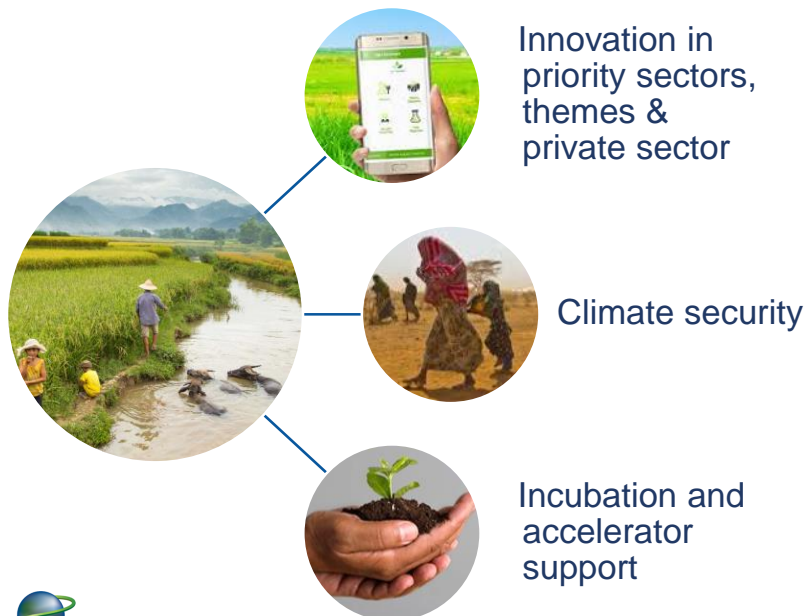 Innovation in
priority sectors,
themes &
private sector
Climate security
Incubation and
accelerator
support